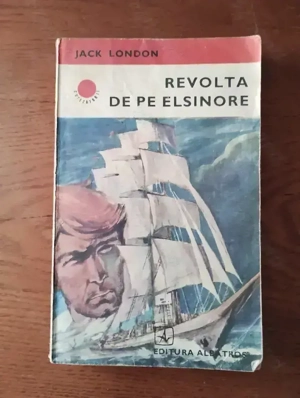 JACK LONDON
REVOLTA
DE PE ELSINORE
EDITURA ALBATROS